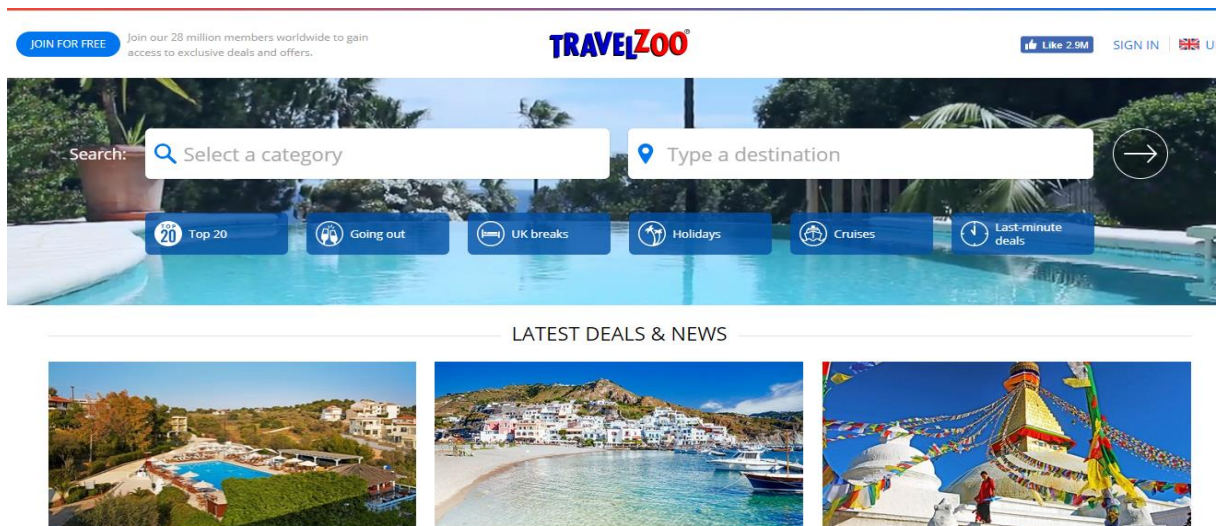 JOIN FOR FREE
Join our 28 million members worldwide to gain
access to exclusive deals and offers.
TRAVELZOO®
Like 2.9M
SIGN IN
U
Search:
Select a category
Type a destination
TOP
20
Top 20
Going out
UK breaks
Holidays
Cruises
Last-minute
deals
LATEST DEALS & NEWS